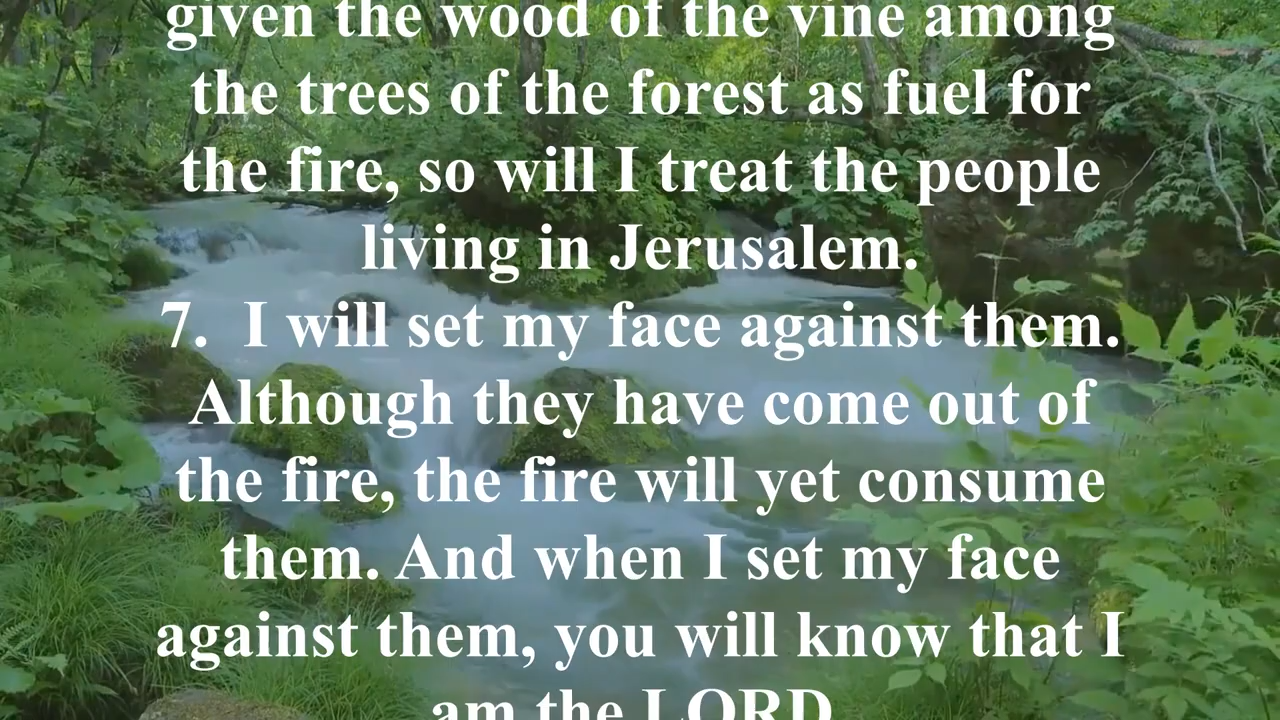 given the wood of the vine among
the trees of the forest as fuel for
the fire, so will I treat the people
living in Jerusalem.
7. I will set my face against them.
Although they have come out of
the fire, the fire will yet consume
them. And when I set my face
against them, you will know that I
am the LORD